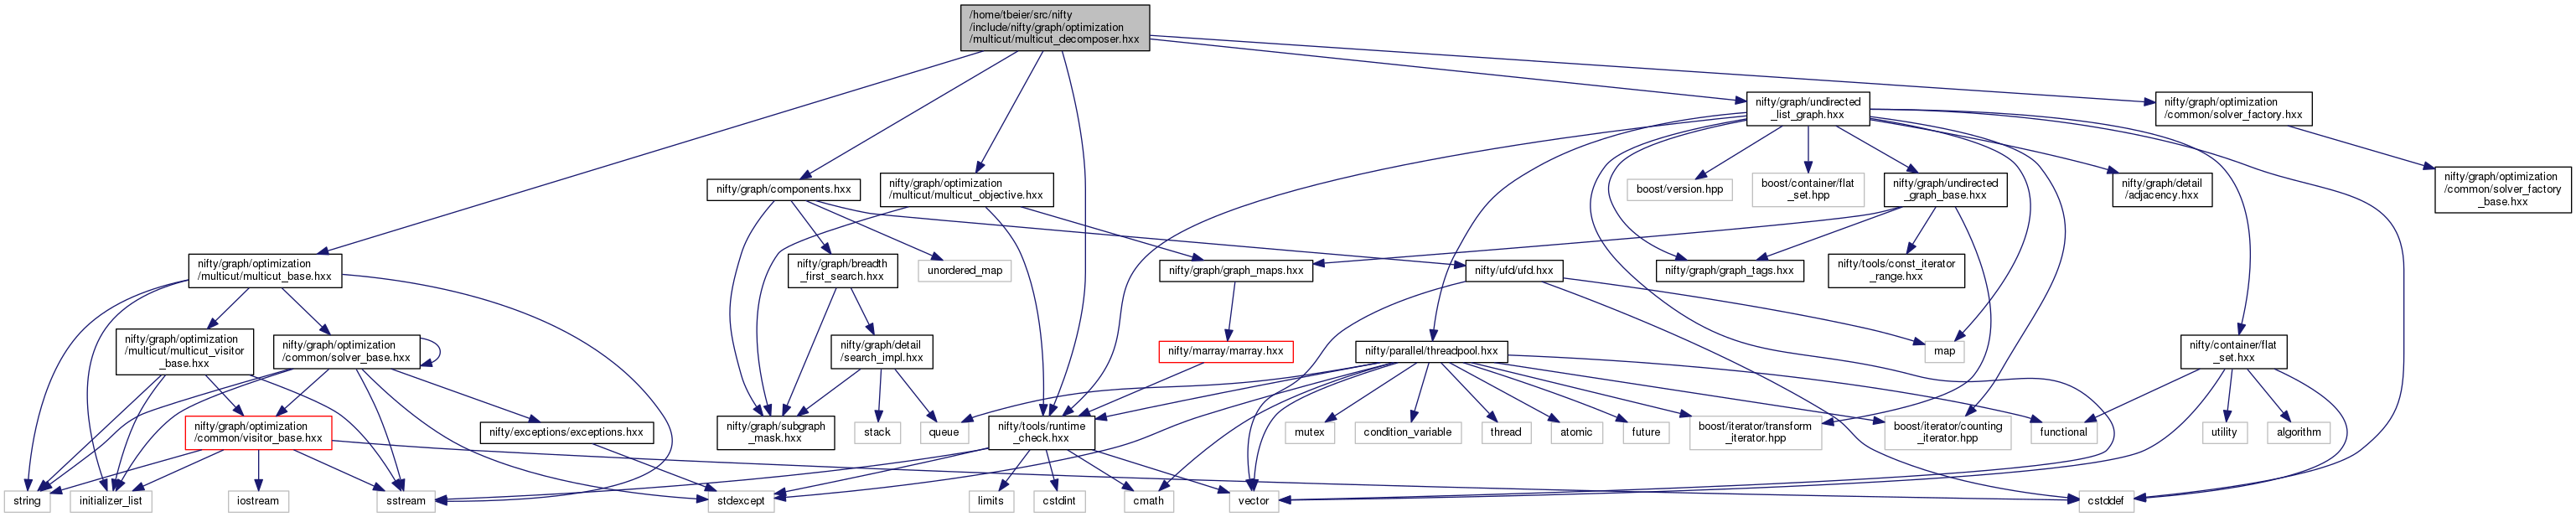 /home/tbeier/src/nifty
/include/nifty/graph/optimization
/multicut/multicut_decomposer.hxx
nifty/graph/undirected
_list_graph.hxx
nifty/graph/optimization
/common/solver_factory.hxx
nifty/graph/components.hxx
nifty/graph/optimization
/multicut/multicut_objective.hxx
boost/version.hpp
boost/container/flat
_set.hpp
nifty/graph/undirected
_graph_base.hxx
nifty/graph/detail
/adjacency.hxx
nifty/graph/optimization
/common/solver_factory
_base.hxx
nifty/graph/optimization
/multicut/multicut_base.hxx
nifty/graph/breadth
_first_search.hxx
unordered_map
nifty/graph/graph_maps.hxx
nifty/ufd/ufd.hxx
nifty/graph/graph_tags.hxx
nifty/tools/const_iterator
_range.hxx
nifty/graph/optimization
/multicut/multicut_visitor
_base.hxx
nifty/graph/optimization
/common/solver_base.hxx
nifty/graph/detail
/search_impl.hxx
nifty/marray/marray.hxx
nifty/parallel/threadpool.hxx
map
nifty/container/flat
_set.hxx
nifty/graph/optimization
/common/visitor_base.hxx
nifty/exceptions/exceptions.hxx
nifty/graph/subgraph
_mask.hxx
stack
queue
nifty/tools/runtime
_check.hxx
mutex
condition_variable
thread
atomic
future
boost/iterator/transform
_iterator.hpp
boost/iterator/counting
_iterator.hpp
functional
utility
algorithm
string
initializer_list
iostream
sstream
stdexcept
limits
cstdint
cmath
vector
cstddef